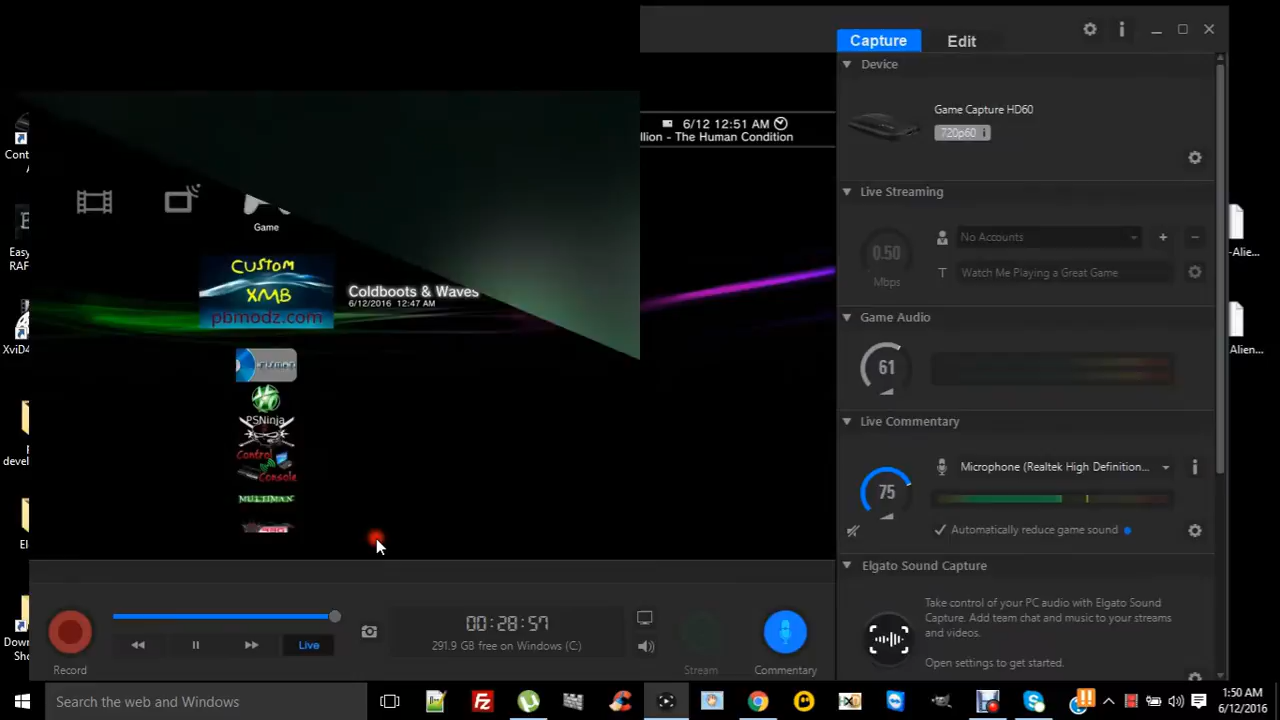 Capture
Edit
Device
6/12 12:51 AM
llion - The Human Condition
Game Capture HD60
720p60 i
Cont
Live Streaming
Game
No Accounts
+
-
0.50
Mbps
T
Watch Me Playing a Great Game
Easy
RAF
-Alie...
CUSTOM
XMB
pbmodz.com
Coldboots & Waves
6/12/2016 12:47 AM
Game Audio
61
XviD4
Alien...
PSNinja
Control
Console
MULTIMAN
Live Commentary
Microphone (Realtek High Definition...
75
Automatically reduce game sound
devel
El
Elgato Sound Capture
Take control of your PC audio with Elgato Sound
Capture. Add team chat and music to your streams
and videos.
Open settings to get started.
Down
Sho
00:28:57
291.9 GB free on Windows (C:)
Live
Record
Stream
Commentary
Search the web and Windows
1:50 AM
6/12/2016